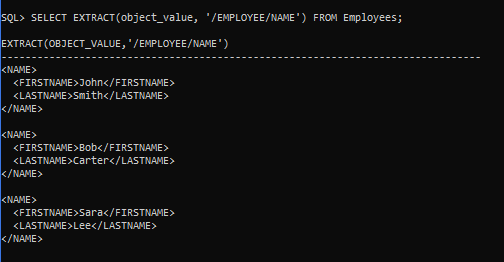 SQL> SELECT EXTRACT(object_value, '/EMPLOYEE/NAME') FROM Employees;
EXTRACT(OBJECT_VALUE,'/EMPLOYEE/NAME')
--------------------------------------------------------------------------------
<NAME>
  <FIRSTNAME>John</FIRSTNAME>
  <LASTNAME>Smith</LASTNAME>
</NAME>
<NAME>
  <FIRSTNAME>Bob</FIRSTNAME>
  <LASTNAME>Carter</LASTNAME>
</NAME>
<NAME>
  <FIRSTNAME>Sara</FIRSTNAME>
  <LASTNAME>Lee</LASTNAME>
</NAME>